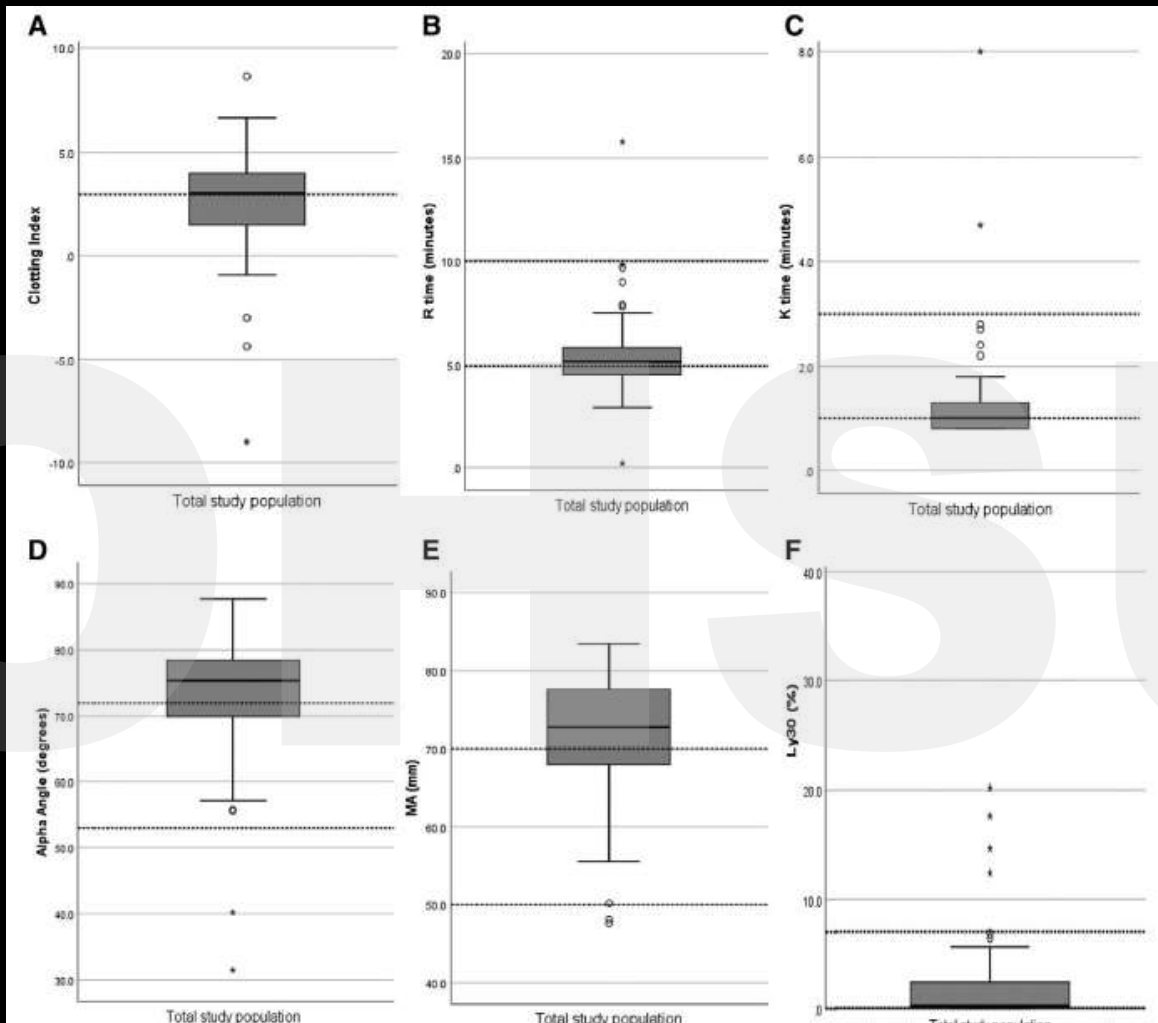 A
10.0
5.0
.0
-5.0
-10.0
Clotting Index
Total study population
B
20.0
15.0
10.0
5.0
.0
R time (minutes)
Total study population
C
8.0
6.0
4.0
2.0
.0
K time (minutes)
Total study population
D
90.0
80.0
70.0
60.0
50.0
40.0
30.0
Alpha Angle (degrees)
Total study population
E
90.0
80.0
70.0
60.0
50.0
40.0
MA (mm)
Total study population
F
40.0
30.0
20.0
10.0
.0
Ly30 (%)
Total study population
OHSU